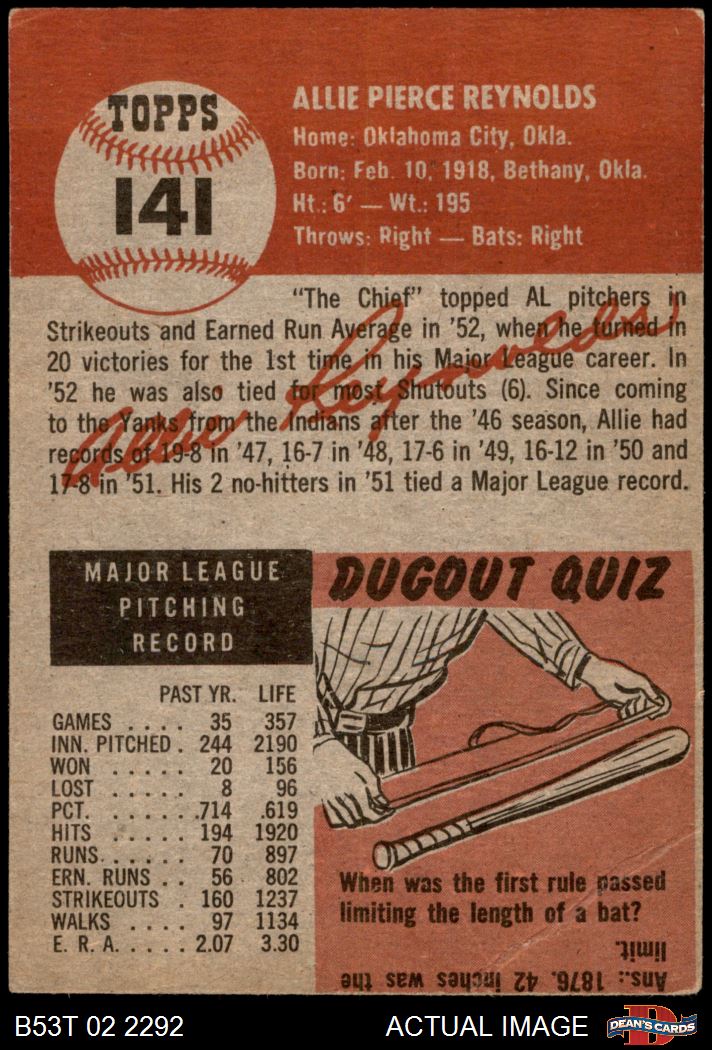 TOPPS
141
ALLIE PIERCE REYNOLDS
Home: Oklahoma City, Okla.
Born: Feb. 10, 1918, Bethany, Okla.
Ht.: 6' — Wt.: 195
Throws: Right — Bats: Right
"The Chief" topped AL pitchers in
Strikeouts and Earned Run Average in '52, when he turned in
20 victories for the 1st time in his Major League career. In
'52 he was also tied for most Shutouts (6). Since coming
to the Yanks from the Indians after the '46 season, Allie had
records of 19-8 in '47, 16-7 in '48, 17-6 in '49, 16-12 in '50 and
17-8 in '51. His 2 no-hitters in '51 tied a Major League record.
Allie Reynolds
MAJOR LEAGUE
PITCHING
RECORD
PAST YR. LIFE
GAMES . . . . 35 357
INN. PITCHED . 244 2190
WON . . . . . 20 156
LOST . . . . . 8 96
PCT. . . . . . .714 .619
HITS . . . . . 194 1920
RUNS. . . . . . 70 897
ERN. RUNS . . 56 802
STRIKEOUTS . 160 1237
WALKS . . . . 97 1134
E. R. A. . . . . 2.07 3.30
DUGOUT QUIZ
When was the first rule passed
limiting the length of a bat?
Ans.: 1876. 42 inches was the
limit.
B53T 02 2292
ACTUAL IMAGE
D
DEAN'S CARDS